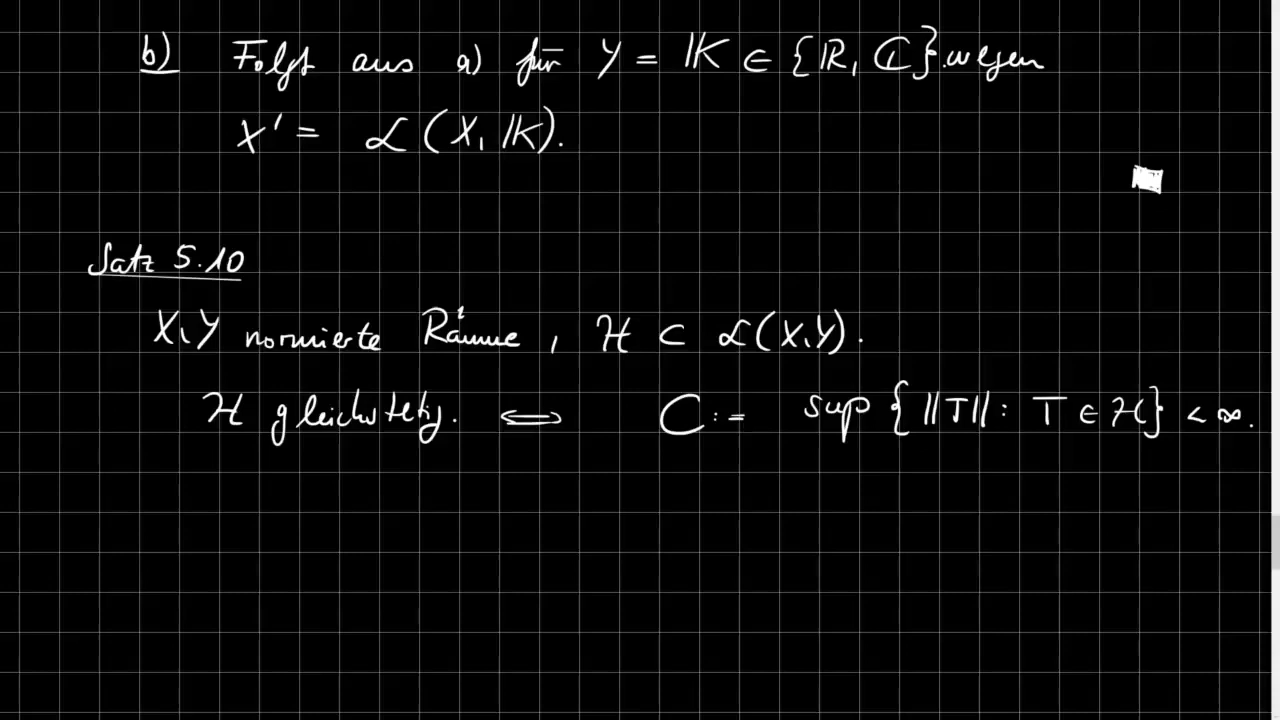 b) Folgt aus a) für Y = 𝕂 ∈ {ℝ, ℂ}. wegen
X' = ℒ(X, 𝕂).
Satz 5.10
X, Y normierte Räume, ℋ ⊂ ℒ(X,Y).
ℋ gleichstetig. ⟺ C := sup {||T|| : T ∈ ℋ} < ∞.